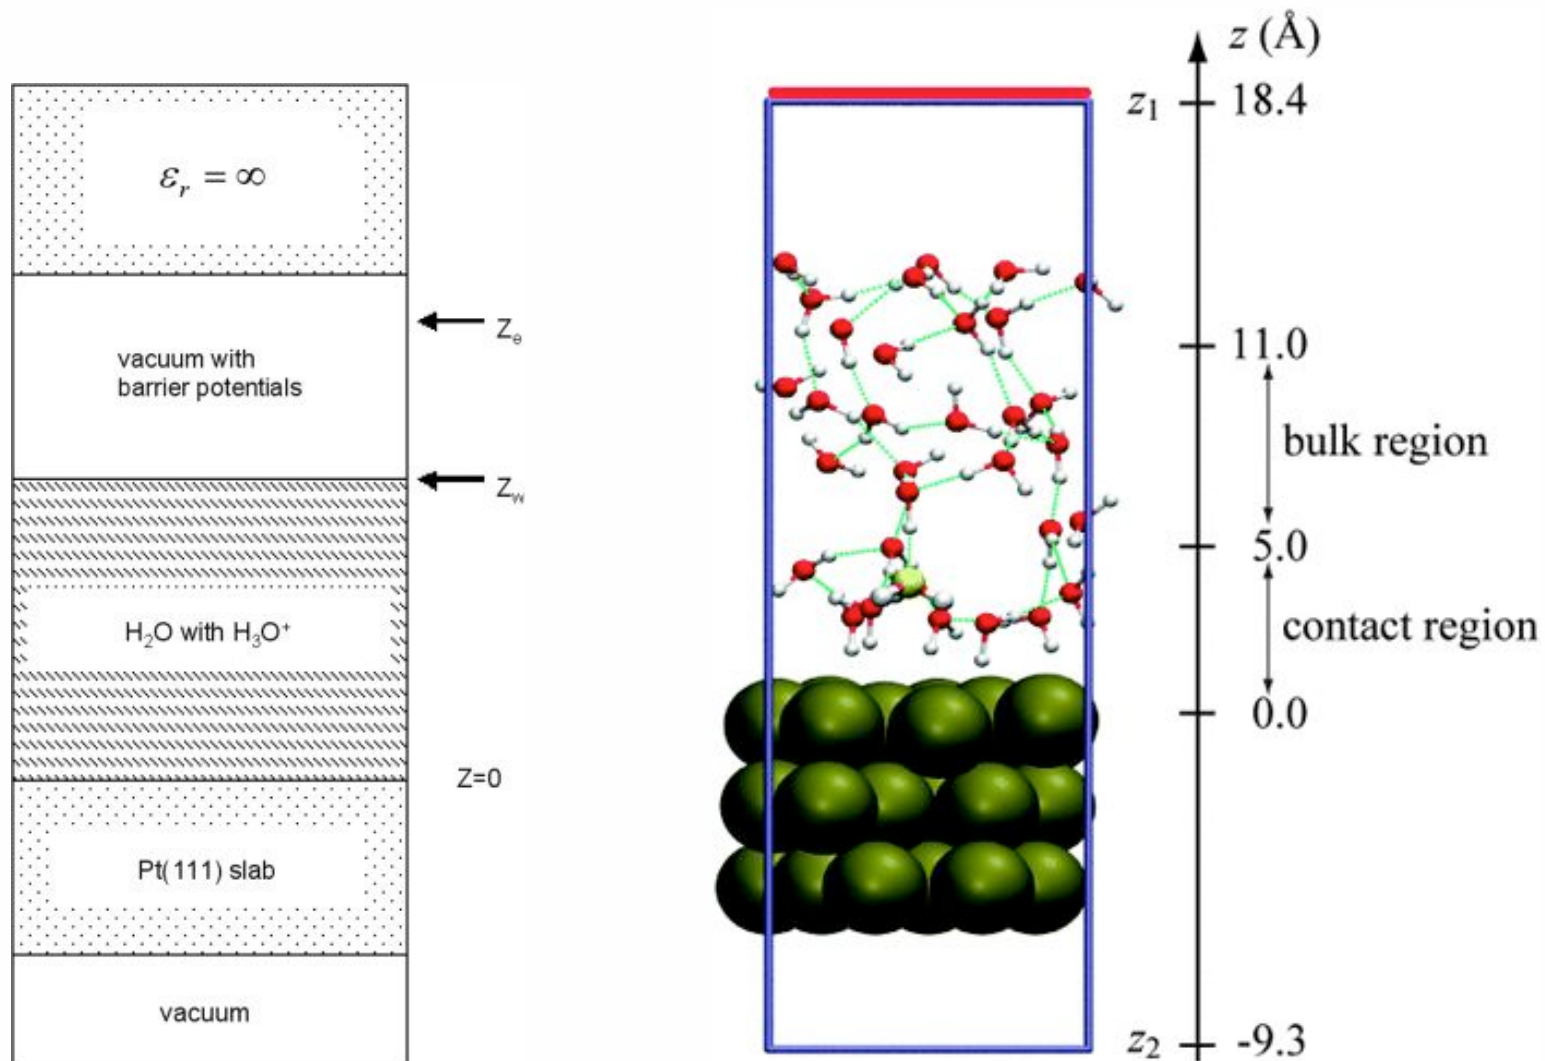 εᵣ = ∞
Zₑ
vacuum with
barrier potentials
Z_w
H₂O with H₃O⁺
Z=0
Pt(111) slab
vacuum
z (Å)
z₁ 18.4
11.0
bulk region
5.0
contact region
0.0
z₂ -9.3